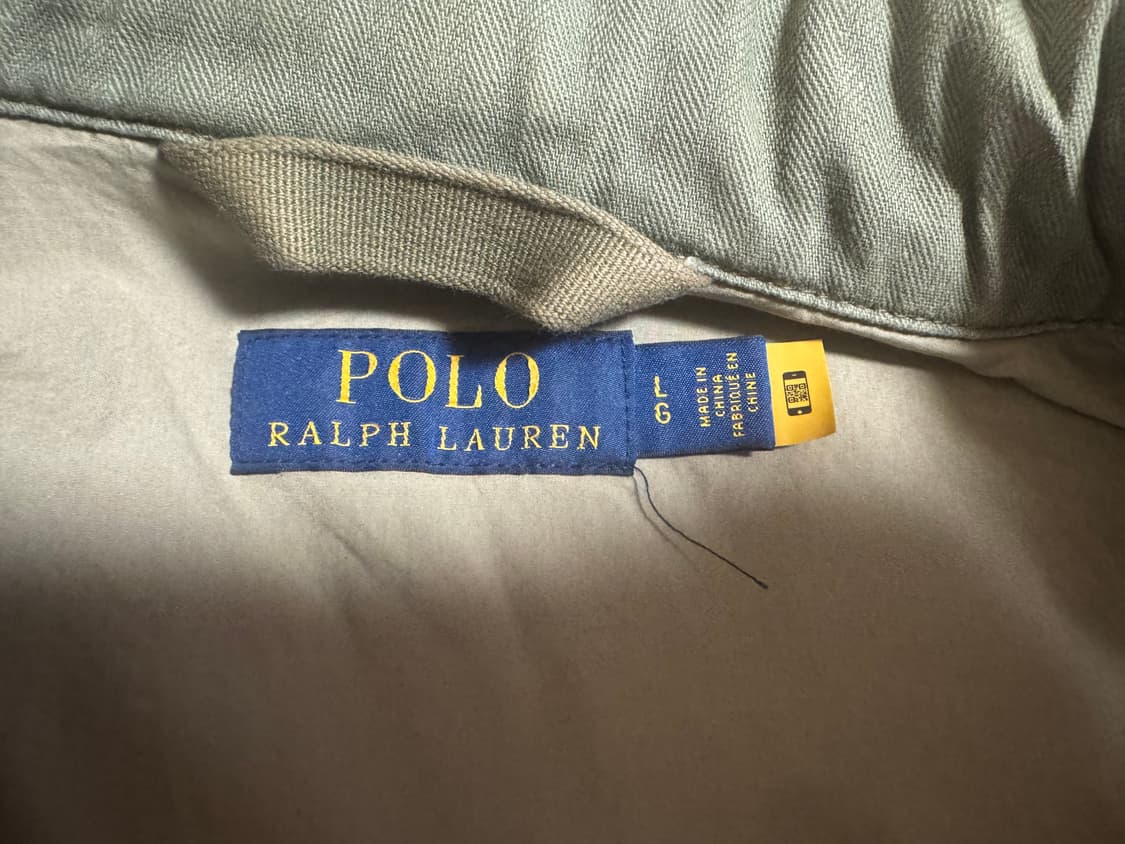 POLO
RALPH LAUREN
L
G
MADE IN
CHINA
FABRIQUÉ EN
CHINE